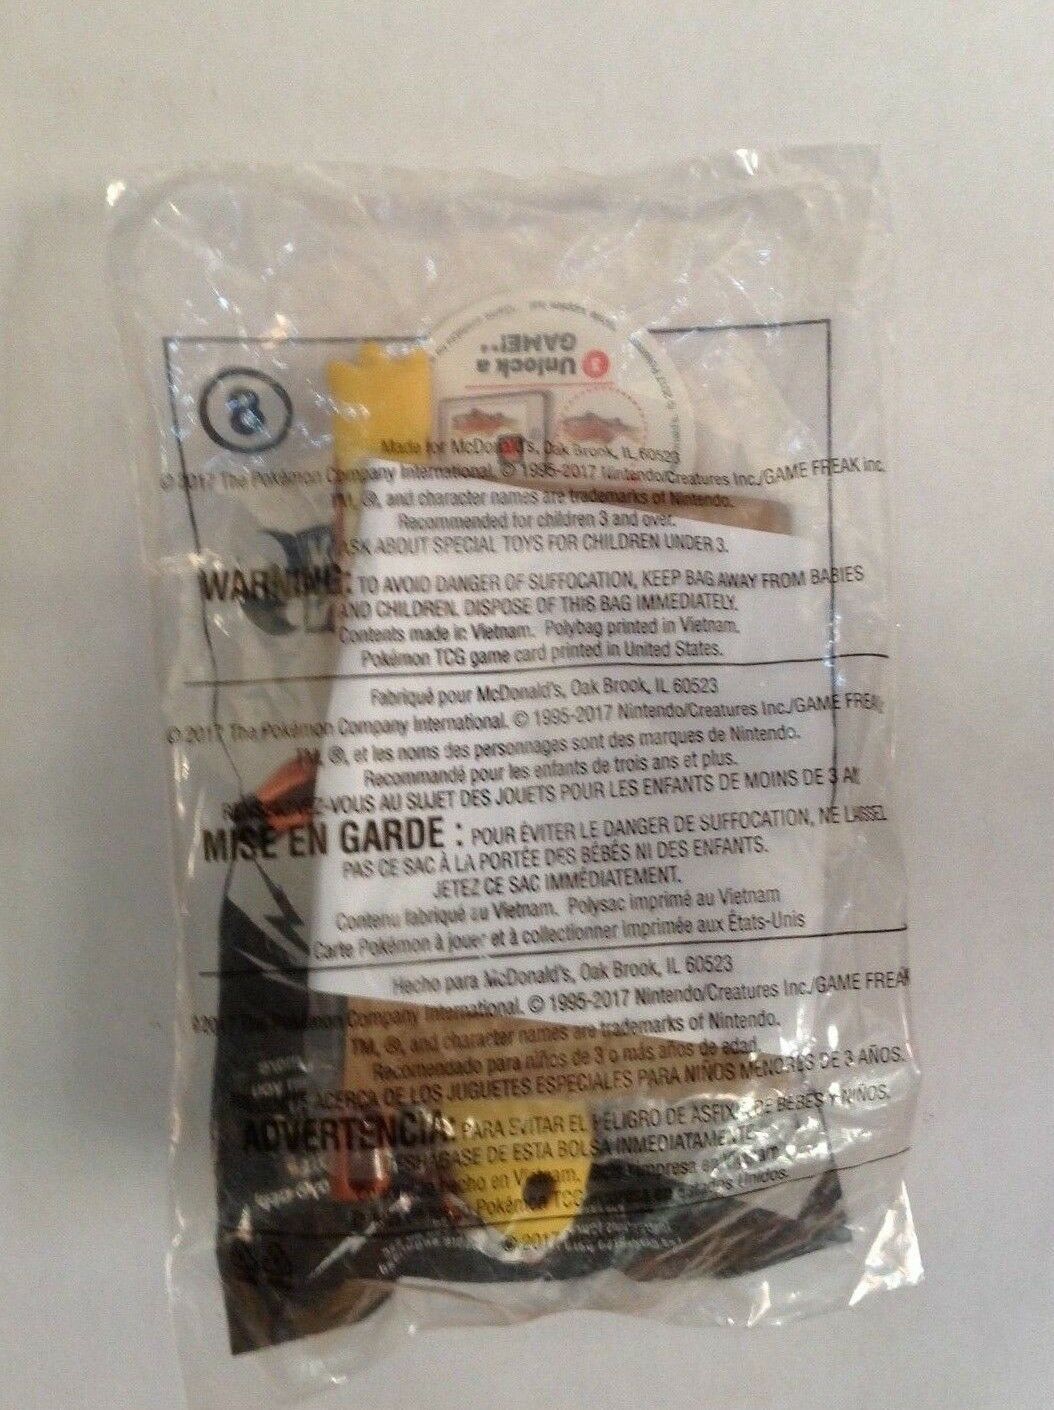 8
Unlock a
GAME!**
Made for McDonald's, Oak Brook, IL 60523
© 2017 The Pokémon Company International. © 1995-2017 Nintendo/Creatures Inc./GAME FREAK inc.
TM, ®, and character names are trademarks of Nintendo.
Recommended for children 3 and over.
ASK ABOUT SPECIAL TOYS FOR CHILDREN UNDER 3.
WARNING: TO AVOID DANGER OF SUFFOCATION, KEEP BAG AWAY FROM BABIES
AND CHILDREN. DISPOSE OF THIS BAG IMMEDIATELY.
Contents made in Vietnam. Polybag printed in Vietnam.
Pokémon TCG game card printed in United States.
Fabriqué pour McDonald's, Oak Brook, IL 60523
© 2017 The Pokémon Company International. © 1995-2017 Nintendo/Creatures Inc./GAME FREA
TM, ®, et les noms des personnages sont des marques de Nintendo.
Recommandé pour les enfants de trois ans et plus.
-VOUS AU SUJET DES JOUETS POUR LES ENFANTS DE MOINS DE 3 AN
MISE EN GARDE : POUR ÉVITER LE DANGER DE SUFFOCATION, NE LAISSEZ
PAS CE SAC À LA PORTÉE DES BÉBÉS NI DES ENFANTS.
JETEZ CE SAC IMMÉDIATEMENT.
Contenu fabriqué au Vietnam. Polysac imprimé au Vietnam
Carte Pokémon à jouer et à collectionner imprimée aux États-Unis
Hecho para McDonald's, Oak Brook, IL 60523
©2017 The Pokémon Company International. © 1995-2017 Nintendo/Creatures Inc./GAME FREAK
TM, ®, and character names are trademarks of Nintendo.
Recomendado para niños de 3 o más años de edad.
ACERCA DE LOS JUGUETES ESPECIALES PARA NIÑOS MENORES DE 3 AÑOS.
ADVERTENCIA: PARA EVITAR EL PELIGRO DE ASFIXIA DE BEBÉS Y NIÑOS,
DESHÁGASE DE ESTA BOLSA INMEDIATAMENTE.
hecho en Vietnam. impresa en
Pokémon TCG Estados Unidos.
© 2017